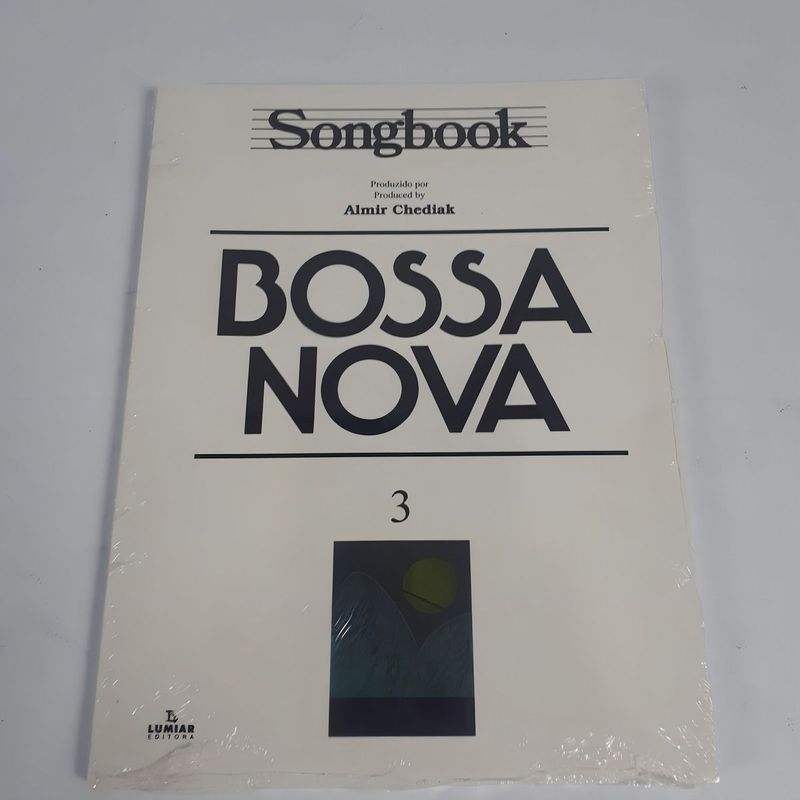 Songbook
Produzido por
Produced by
Almir Chediak
BOSSA
NOVA
3
LUMIAR
EDITORA